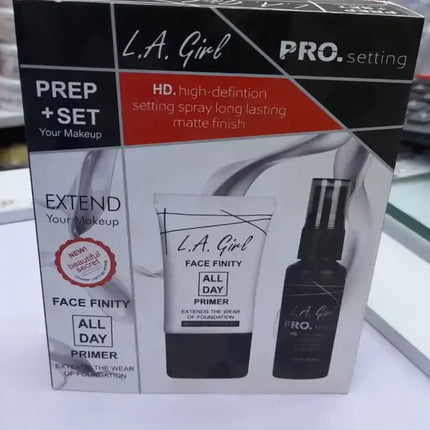 L.A. Girl
PRO. setting
PREP
+SET
Your Makeup
HD. high-defintion
setting spray long lasting
matte finish
EXTEND
Your Makeup
NEW!
beautiful
secret
FACE FINITY
ALL
DAY
PRIMER
EXTENDS THE WEAR
OF FOUNDATION
L.A. Girl
FACE FINITY
ALL
DAY
PRIMER
EXTENDS THE WEAR
OF FOUNDATION
L.A. Girl
PRO.